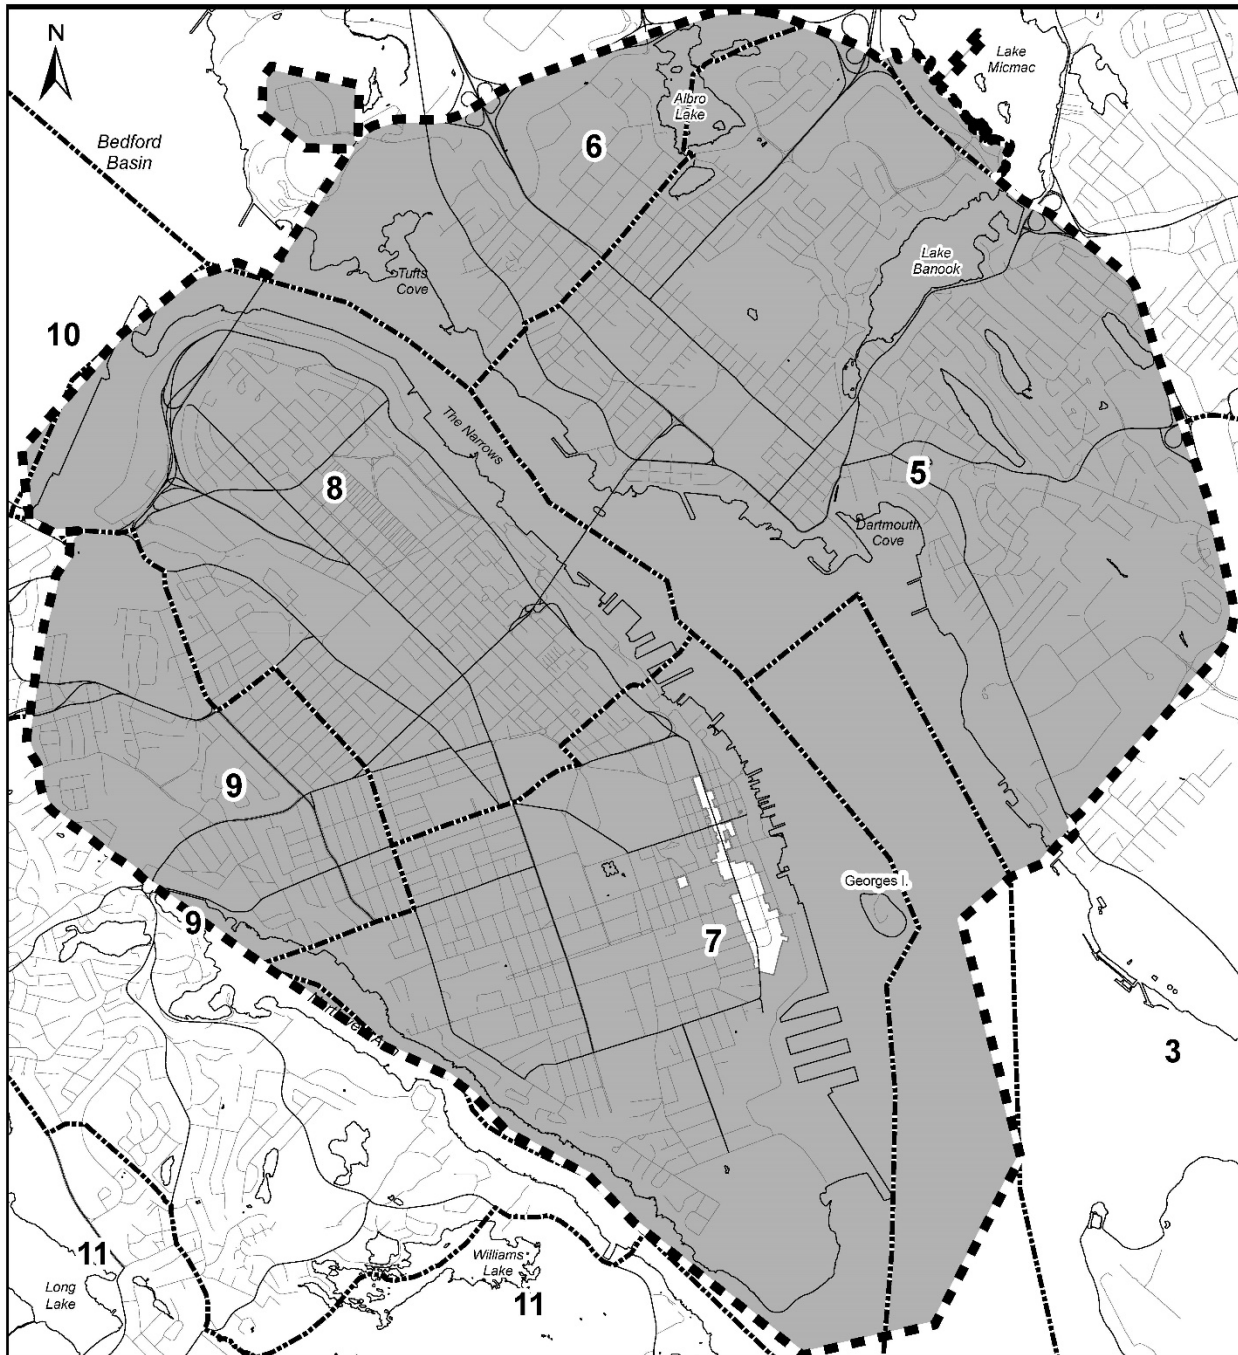 N
Lake
Micmac
Albro
Lake
Bedford
Basin
6
Lake
Banook
Tufts
Cove
10
The Narrows
8
5
Dartmouth
Cove
9
Georges I.
9
7
3
11
Williams
Lake
Long
Lake
11